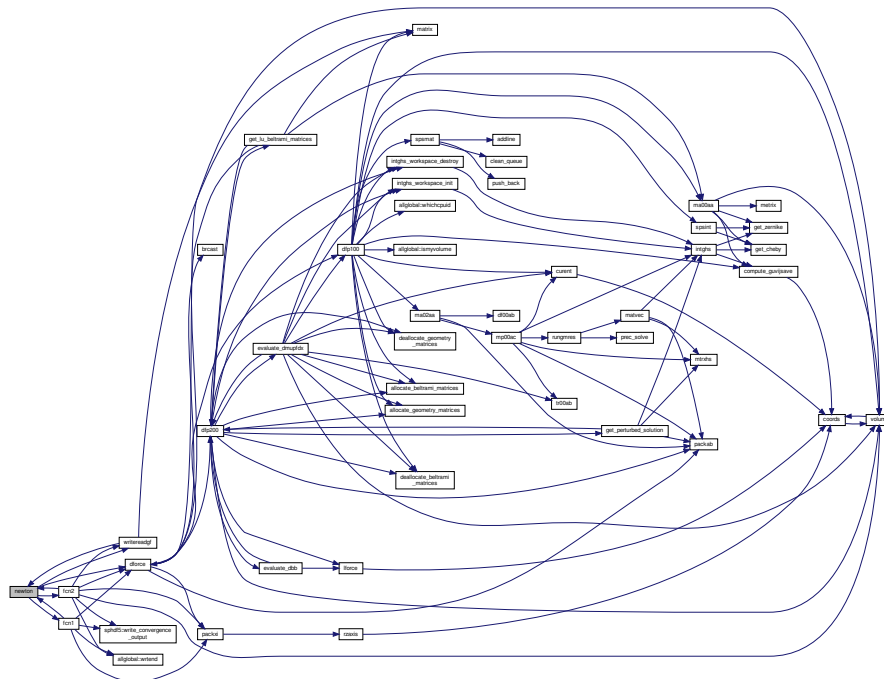 matrix
get_lu_beltrami_matrices
spsmat
addline
intghs_workspace_destroy
clean_queue
intghs_workspace_init
push_back
allglobal::whichcpuid
ma00aa
metrix
brcast
dfp100
allglobal::ismyvolume
spsint
get_zernike
intghs
get_cheby
curent
compute_guvijsave
ma02aa
df00ab
matvec
mp00ac
rungmres
prec_solve
deallocate_geometry
_matrices
evaluate_dmupfdx
mtrxhs
allocate_beltrami_matrices
tr00ab
allocate_geometry_matrices
coords
dfp200
get_perturbed_solution
packab
deallocate_beltrami
_matrices
writereadgf
dforce
evaluate_dbb
lforce
newton
fcn2
fcn1
sphdf5::write_convergence
_output
packxi
rzaxis
allglobal::wrtend